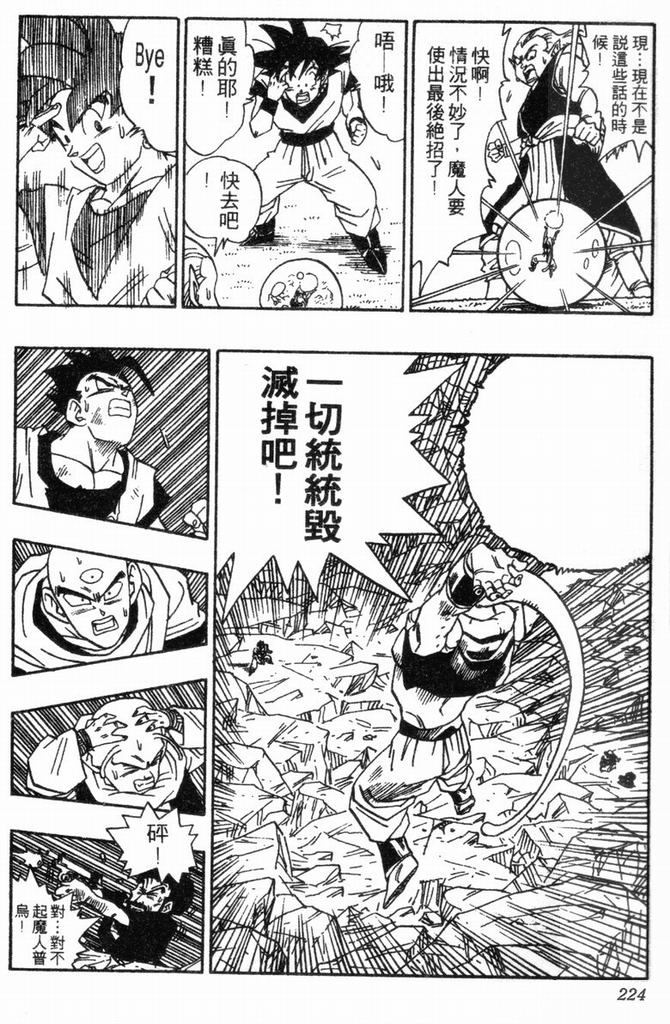 現…現在不是
說這些話的時
候！
快啊！
情況不妙了，魔人要
使出最後絕招了！
唔…哦！
真的耶！
糟糕！
快去吧
！
Bye
！
一切統統毀
滅掉吧！
砰！
對…對不
起魔人普
烏！
224